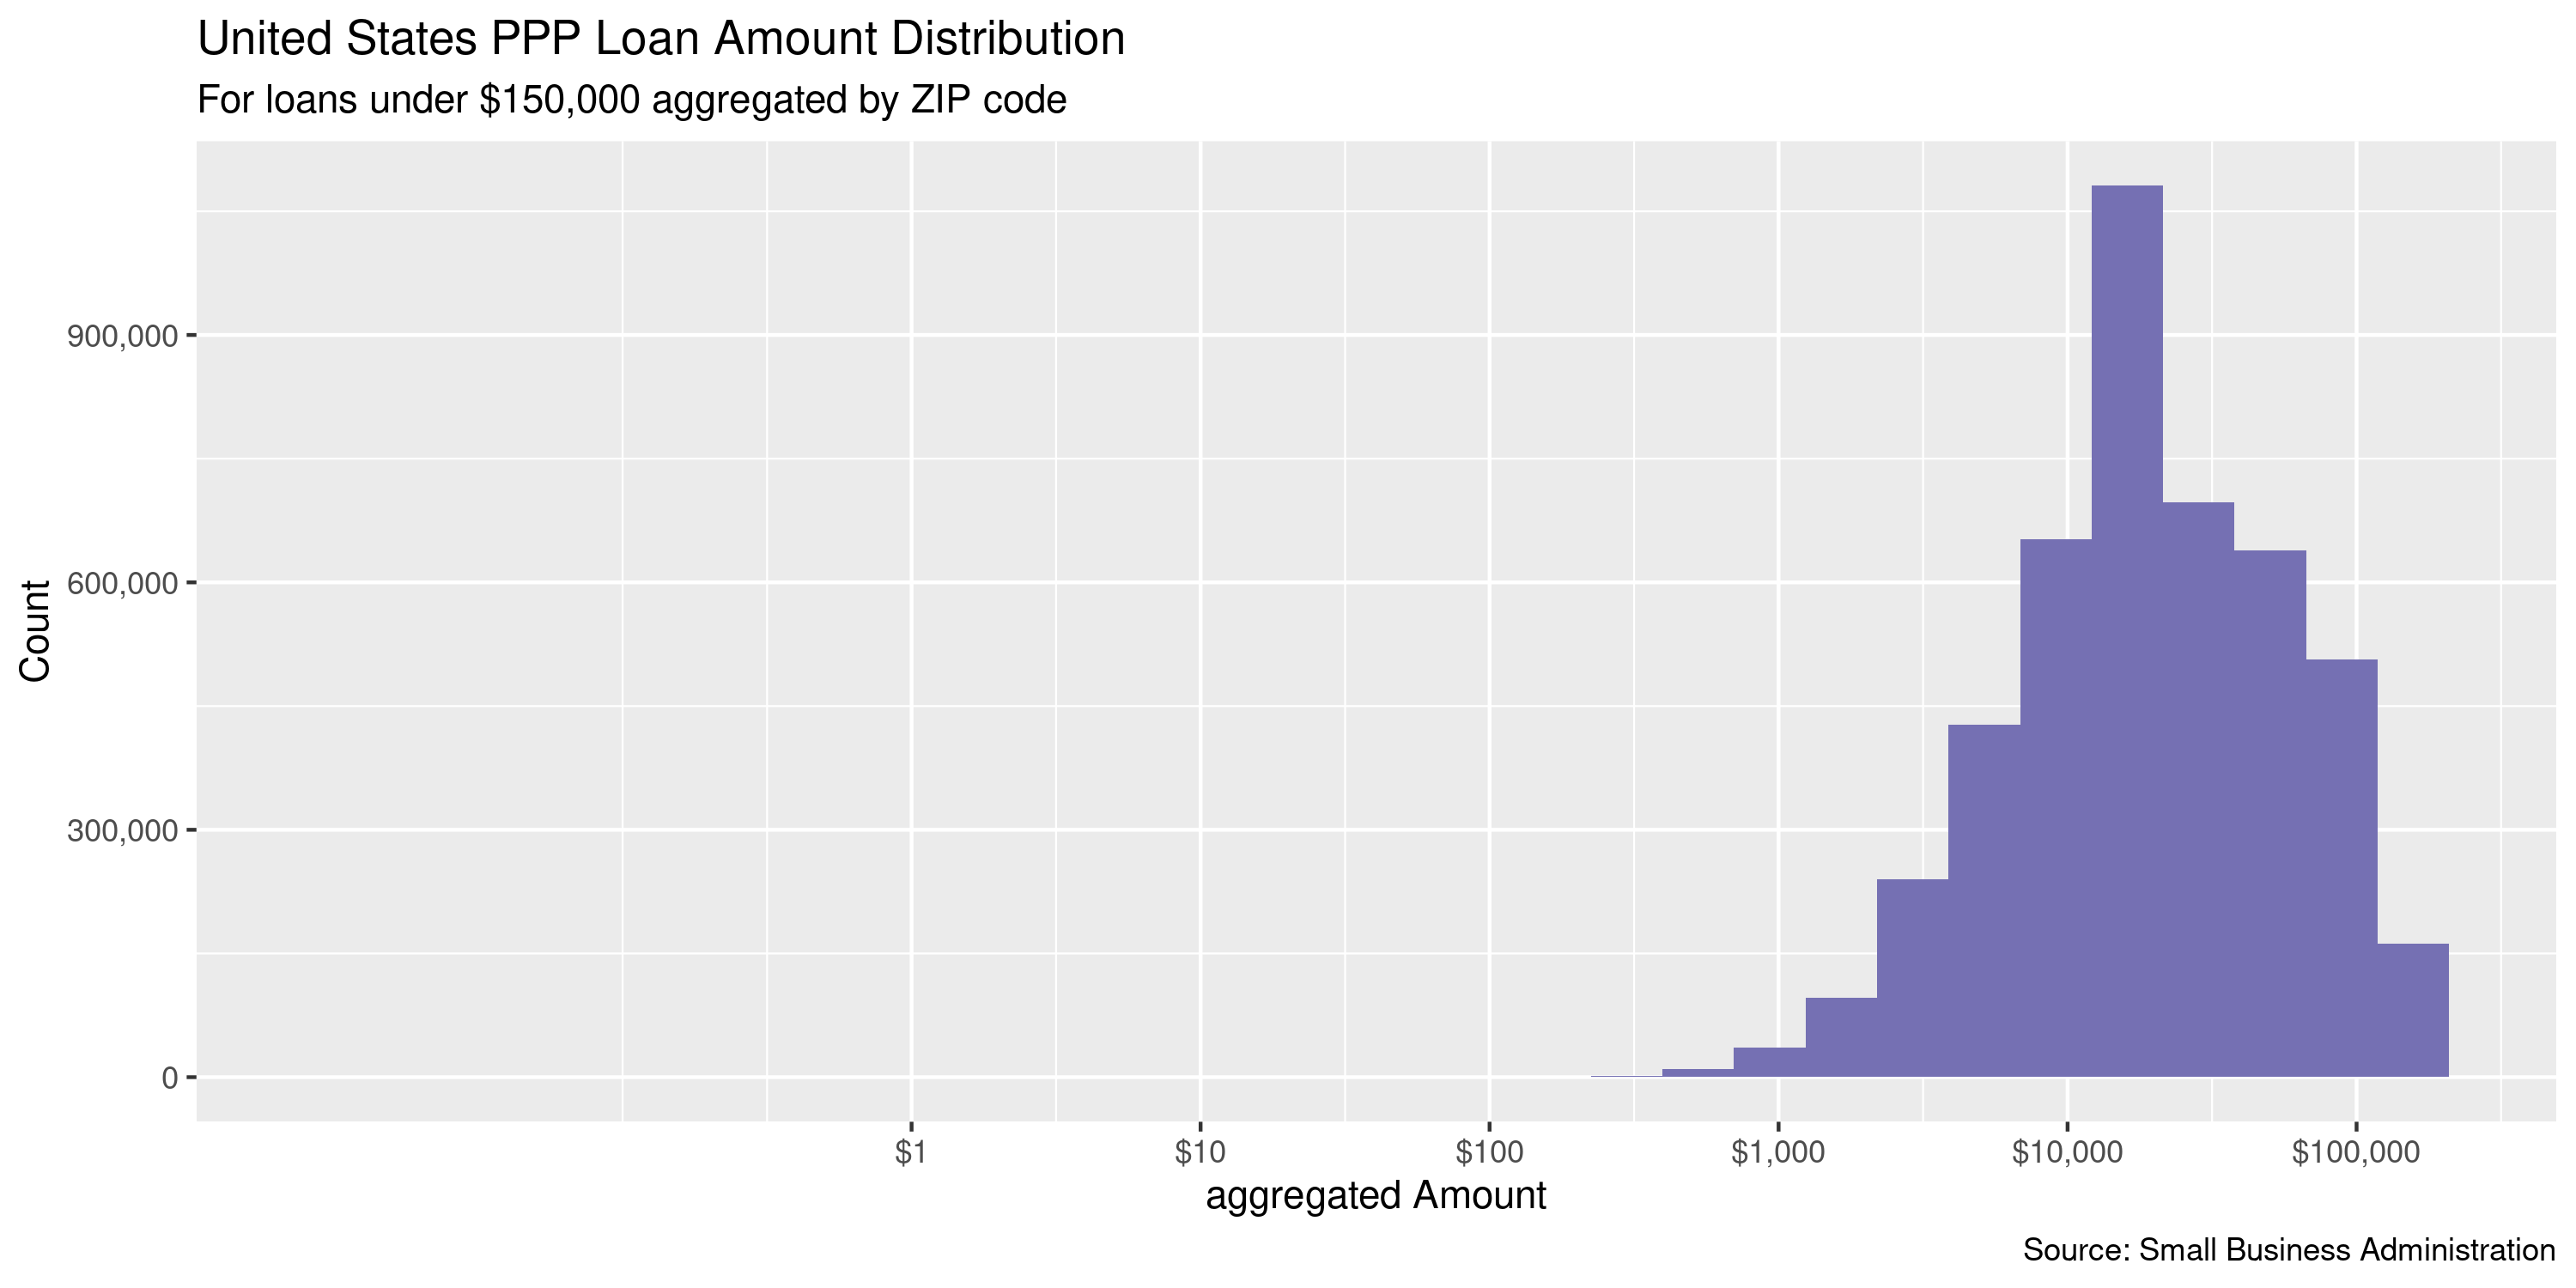 United States PPP Loan Amount Distribution
For loans under $150,000 aggregated by ZIP code
Count
900,000
600,000
300,000
0
$1 $10 $100 $1,000 $10,000 $100,000
aggregated Amount
Source: Small Business Administration